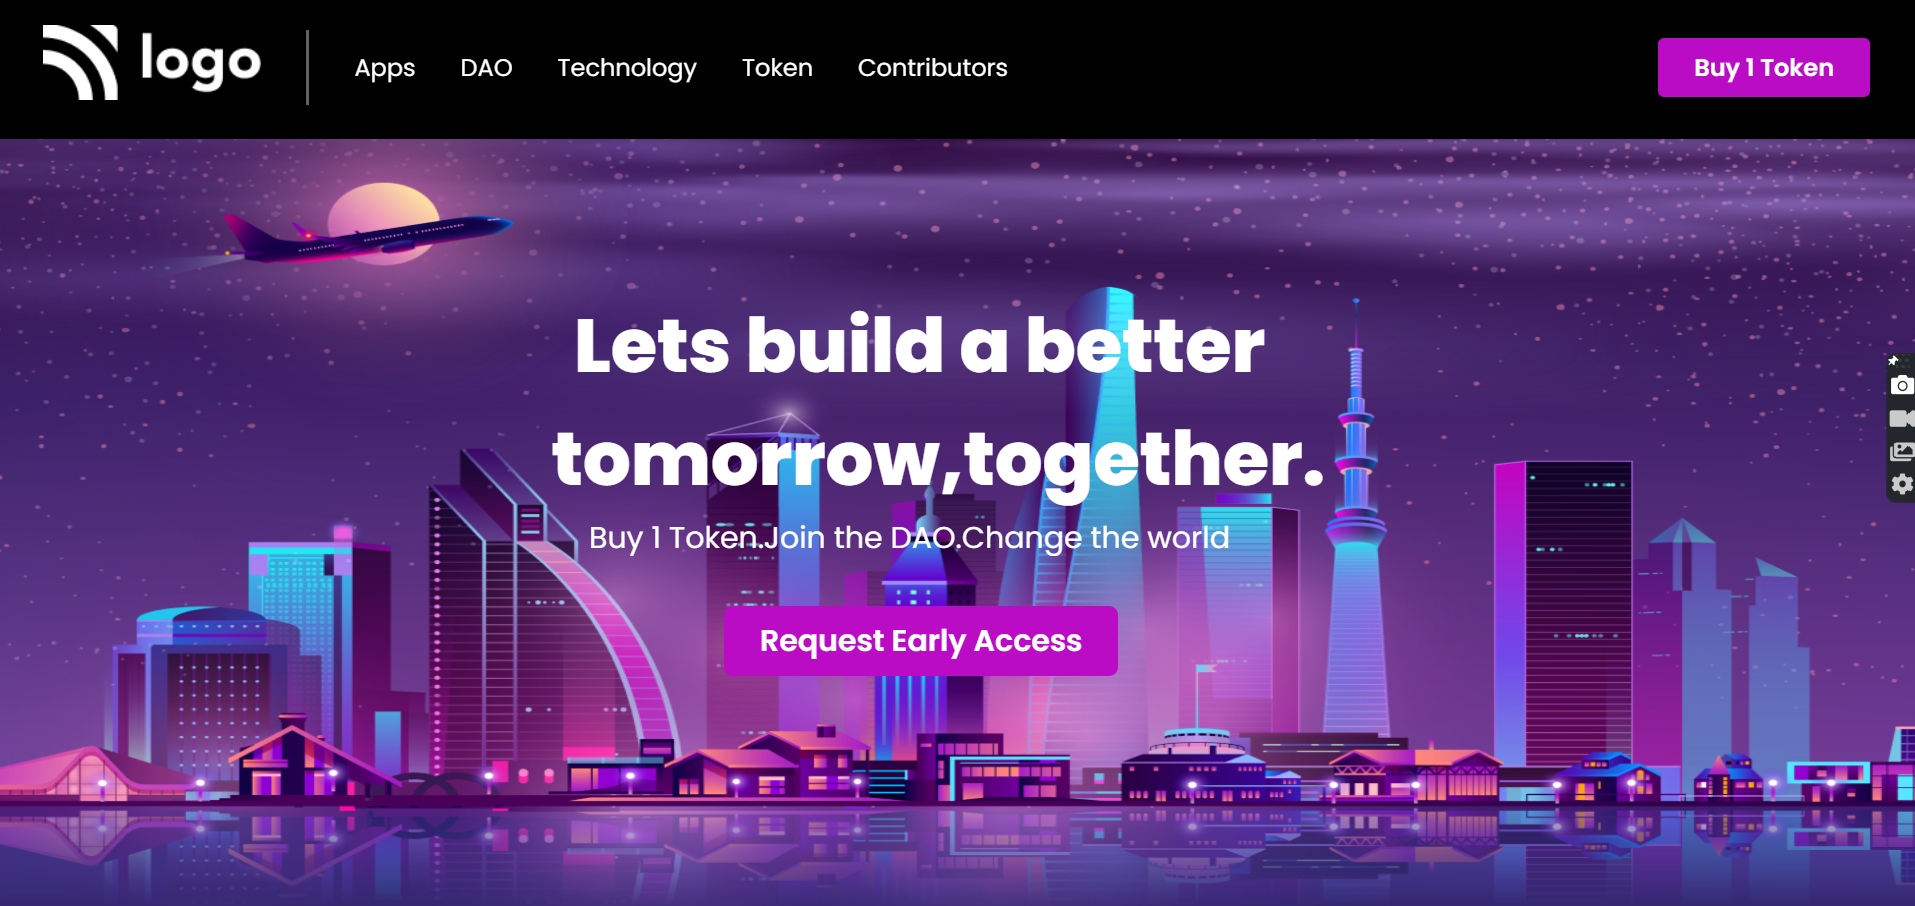 logo
Apps DAO Technology Token Contributors
Buy 1 Token
Lets build a better
tomorrow,together.
Buy 1 Token.Join the DAO.Change the world
Request Early Access